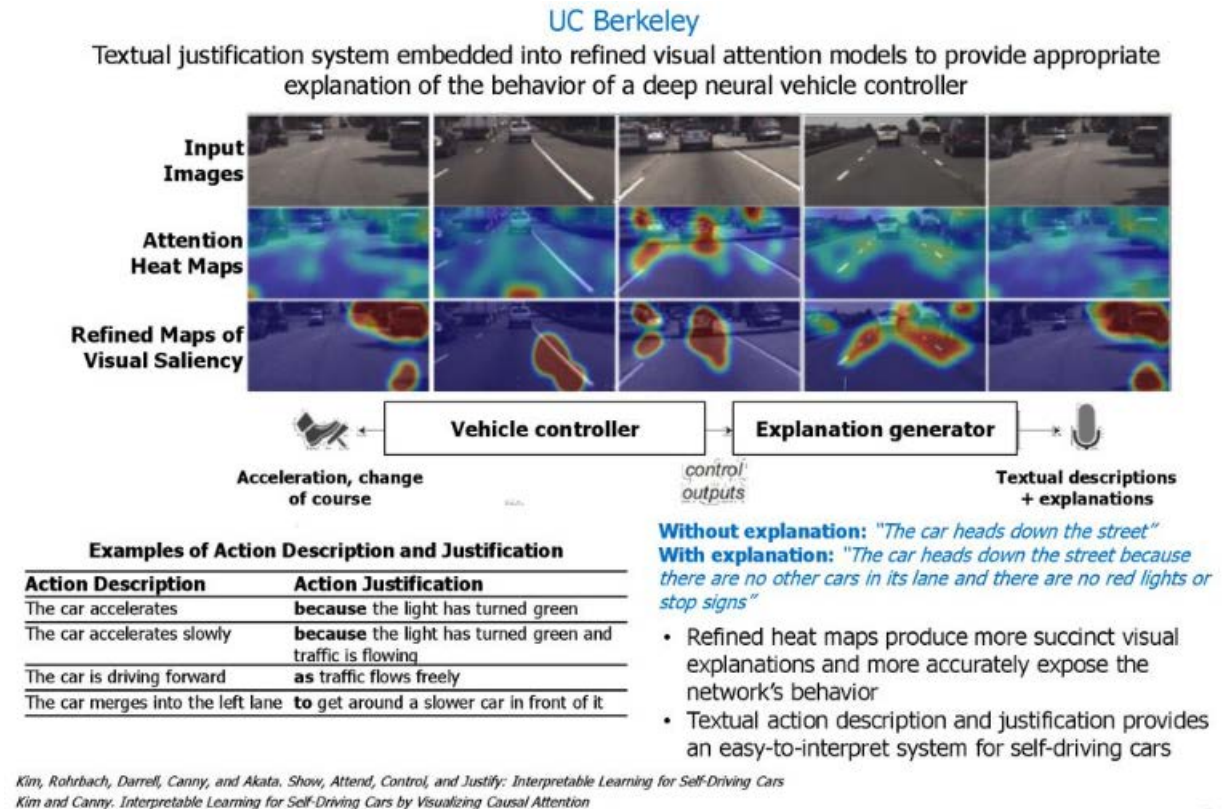 UC Berkeley
Textual justification system embedded into refined visual attention models to provide appropriate
explanation of the behavior of a deep neural vehicle controller
Input
Images
Attention
Heat Maps
Refined Maps of
Visual Saliency
Vehicle controller
Explanation generator
Acceleration, change
of course
control
outputs
Textual descriptions
+ explanations
Examples of Action Description and Justification
Action Description Action Justification
The car accelerates because the light has turned green
The car accelerates slowly because the light has turned green and
traffic is flowing
The car is driving forward as traffic flows freely
The car merges into the left lane to get around a slower car in front of it
Without explanation: "The car heads down the street"
With explanation: "The car heads down the street because
there are no other cars in its lane and there are no red lights or
stop signs"
• Refined heat maps produce more succinct visual
explanations and more accurately expose the
network's behavior
• Textual action description and justification provides
an easy-to-interpret system for self-driving cars
Kim, Rohrbach, Darrell, Canny, and Akata. Show, Attend, Control, and Justify: Interpretable Learning for Self-Driving Cars
Kim and Canny. Interpretable Learning for Self-Driving Cars by Visualizing Causal Attention